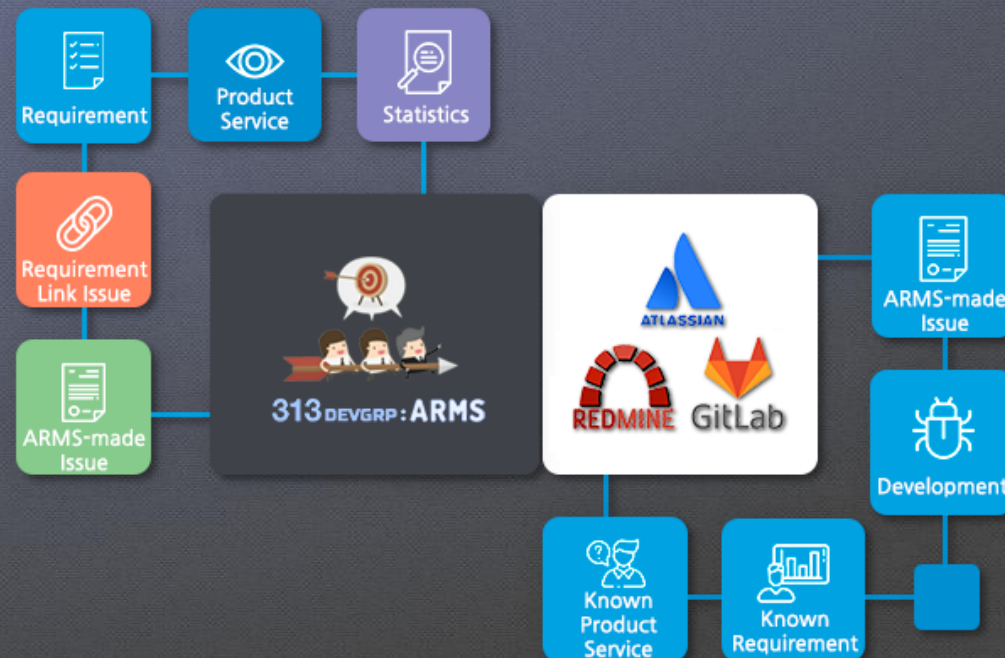 Requirement
Product
Service
Statistics
Requirement
Link Issue
ARMS-made
Issue
313 DEVGRP : ARMS
ATLASSIAN
REDMINE
GitLab
ARMS-made
Issue
Development
Known
Product
Service
Known
Requirement